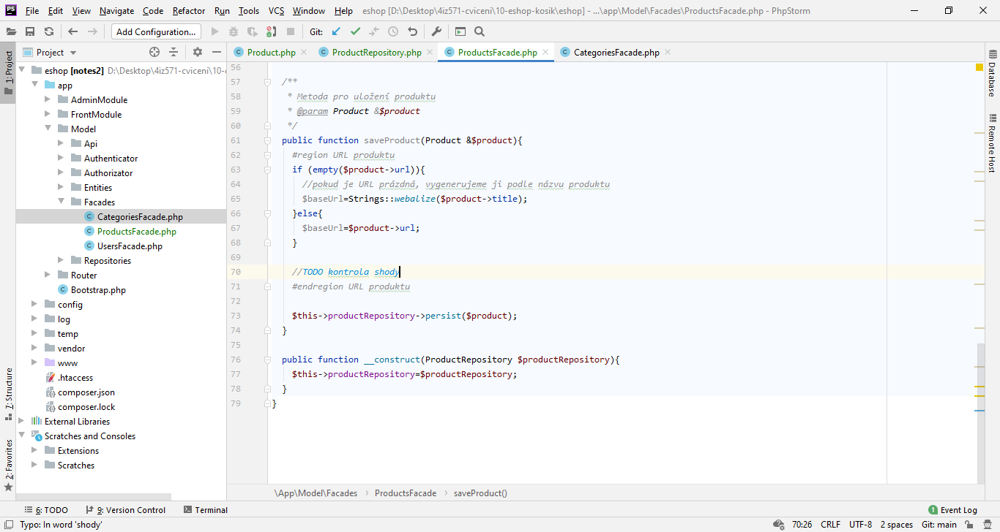 PS File Edit View Navigate Code Refactor Run Tools VCS Window Help eshop [D:\Desktop\4iz571-cviceni\10-eshop-kosik\eshop] - ...\app\Model\Facades\ProductsFacade.php - PhpStorm
Add Configuration... Git:
Project
Product.php ProductRepository.php ProductsFacade.php CategoriesFacade.php
1: Project
7: Structure
2: Favorites
eshop [notes2] D:\Desktop\4iz571-cviceni\10-
app
AdminModule
FrontModule
Model
Api
Authenticator
Authorizator
Entities
Facades
CategoriesFacade.php
ProductsFacade.php
UsersFacade.php
Repositories
Router
Bootstrap.php
config
log
temp
vendor
www
.htaccess
composer.json
composer.lock
External Libraries
Scratches and Consoles
Extensions
Scratches
56
57 /**
58 * Metoda pro uložení produktu
59 * @param Product &$product
60 */
61 public function saveProduct(Product &$product){
62 #region URL produktu
63 if (empty($product->url)){
64 //pokud je URL prázdná, vygenerujeme ji podle názvu produktu
65 $baseUrl=Strings::webalize($product->title);
66 }else{
67 $baseUrl=$product->url;
68 }
69
70 //TODO kontrola shody
71 #endregion URL produktu
72
73 $this->productRepository->persist($product);
74 }
75
76 public function __construct(ProductRepository $productRepository){
77 $this->productRepository=$productRepository;
78 }
79 }
Database
Remote Host
\App\Model\Facades ProductsFacade saveProduct()
6: TODO 9: Version Control Terminal 1 Event Log
Typo: In word 'shody' 70:26 CRLF UTF-8 2 spaces Git: main